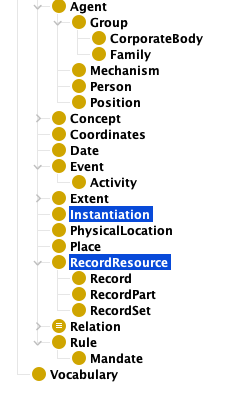 Agent
Group
CorporateBody
Family
Mechanism
Person
Position
Concept
Coordinates
Date
Event
Activity
Extent
Instantiation
PhysicalLocation
Place
RecordResource
Record
RecordPart
RecordSet
Relation
Rule
Mandate
Vocabulary